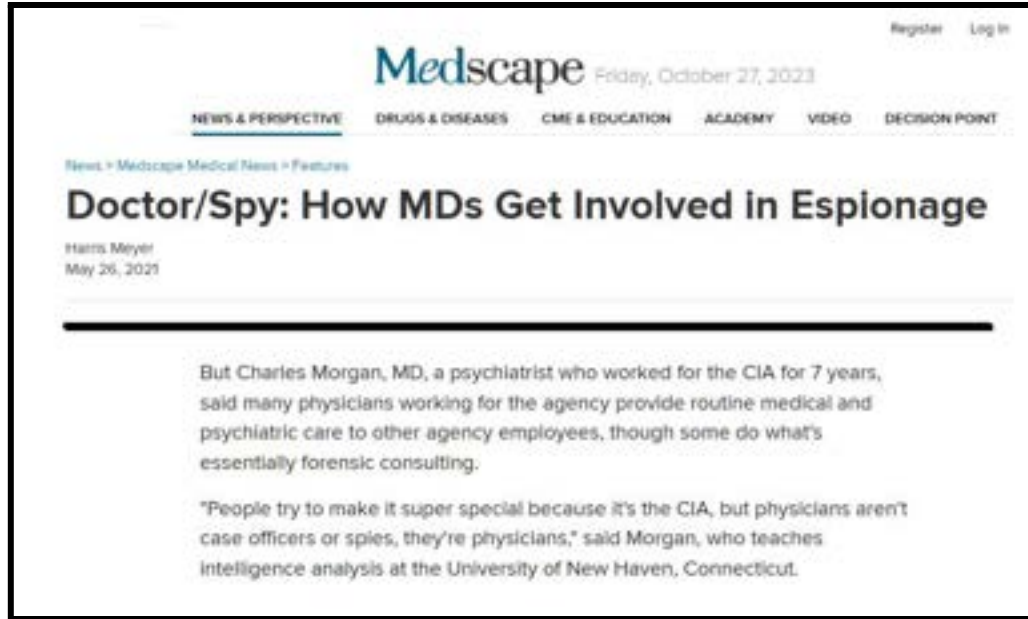 Register Log In
Medscape Friday, October 27, 2023
NEWS & PERSPECTIVE DRUGS & DISEASES CME & EDUCATION ACADEMY VIDEO DECISION POINT
News > Medscape Medical News > Features
Doctor/Spy: How MDs Get Involved in Espionage
Harris Meyer
May 26, 2021
But Charles Morgan, MD, a psychiatrist who worked for the CIA for 7 years,
said many physicians working for the agency provide routine medical and
psychiatric care to other agency employees, though some do what's
essentially forensic consulting.
"People try to make it super special because it's the CIA, but physicians aren't
case officers or spies, they're physicians," said Morgan, who teaches
intelligence analysis at the University of New Haven, Connecticut.